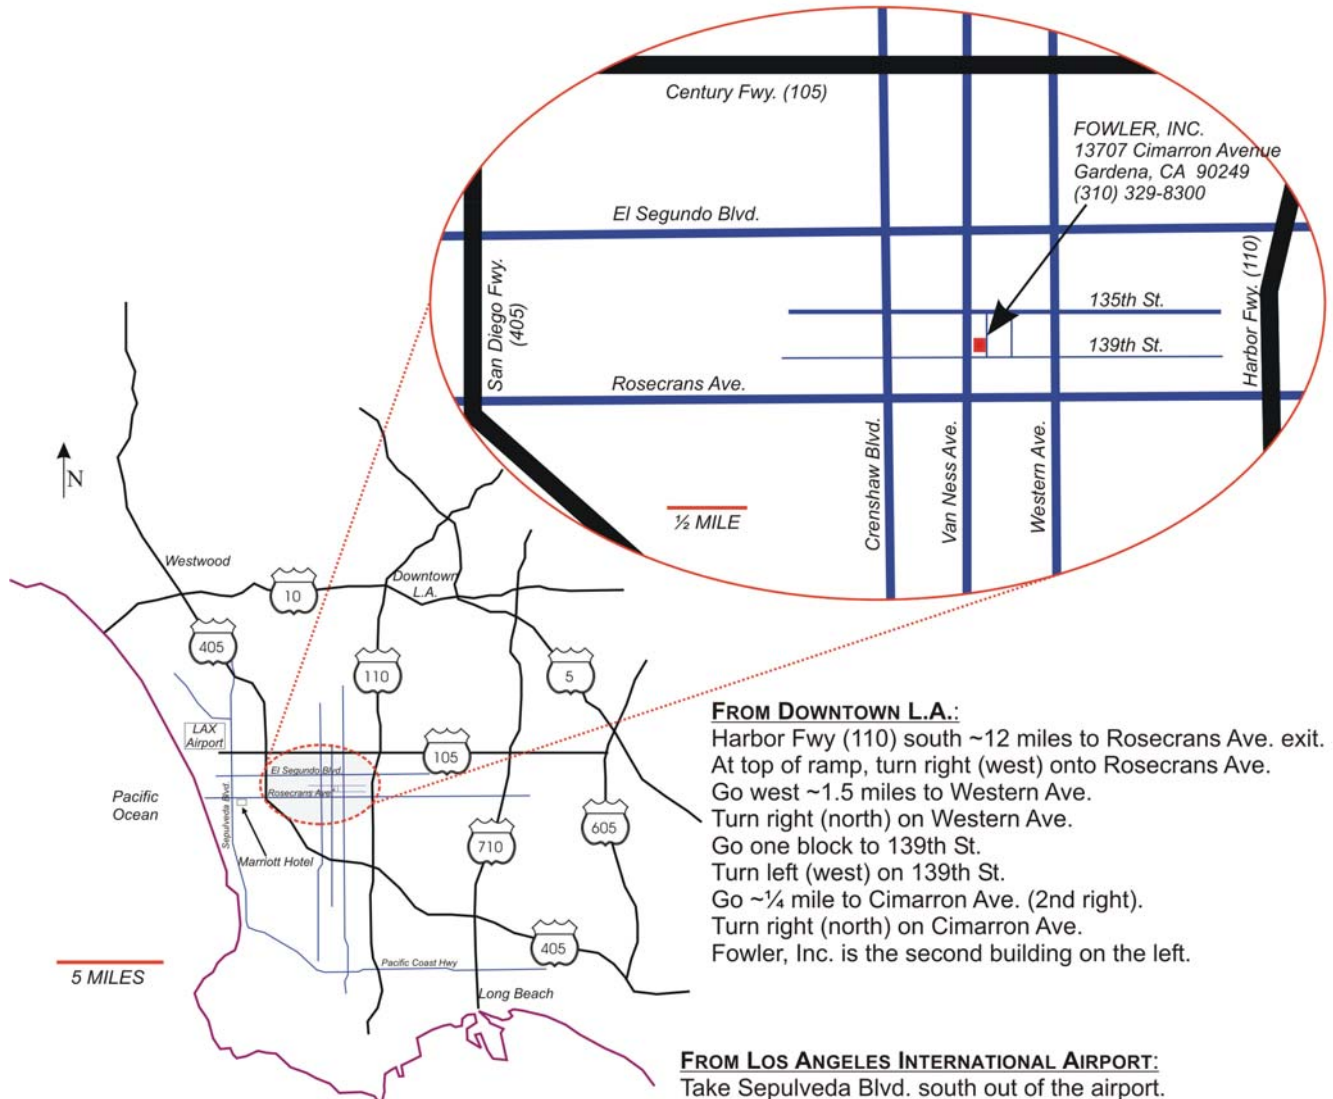 Century Fwy. (105)
FOWLER, INC.
13707 Cimarron Avenue
Gardena, CA 90249
(310) 329-8300
El Segundo Blvd.
San Diego Fwy.
(405)
Harbor Fwy. (110)
135th St.
139th St.
Rosecrans Ave.
Crenshaw Blvd.
Van Ness Ave.
Western Ave.
½ MILE
N
Westwood
10
Downtown
L.A.
405
110
5
LAX
Airport
105
El Segundo Blvd.
Rosecrans Ave.
Sepulveda Blvd.
Pacific
Ocean
Marriott Hotel
710
605
405
Pacific Coast Hwy
5 MILES
Long Beach
FROM DOWNTOWN L.A.:
Harbor Fwy (110) south ~12 miles to Rosecrans Ave. exit.
At top of ramp, turn right (west) onto Rosecrans Ave.
Go west ~1.5 miles to Western Ave.
Turn right (north) on Western Ave.
Go one block to 139th St.
Turn left (west) on 139th St.
Go ~¼ mile to Cimarron Ave. (2nd right).
Turn right (north) on Cimarron Ave.
Fowler, Inc. is the second building on the left.
FROM LOS ANGELES INTERNATIONAL AIRPORT:
Take Sepulveda Blvd. south out of the airport.